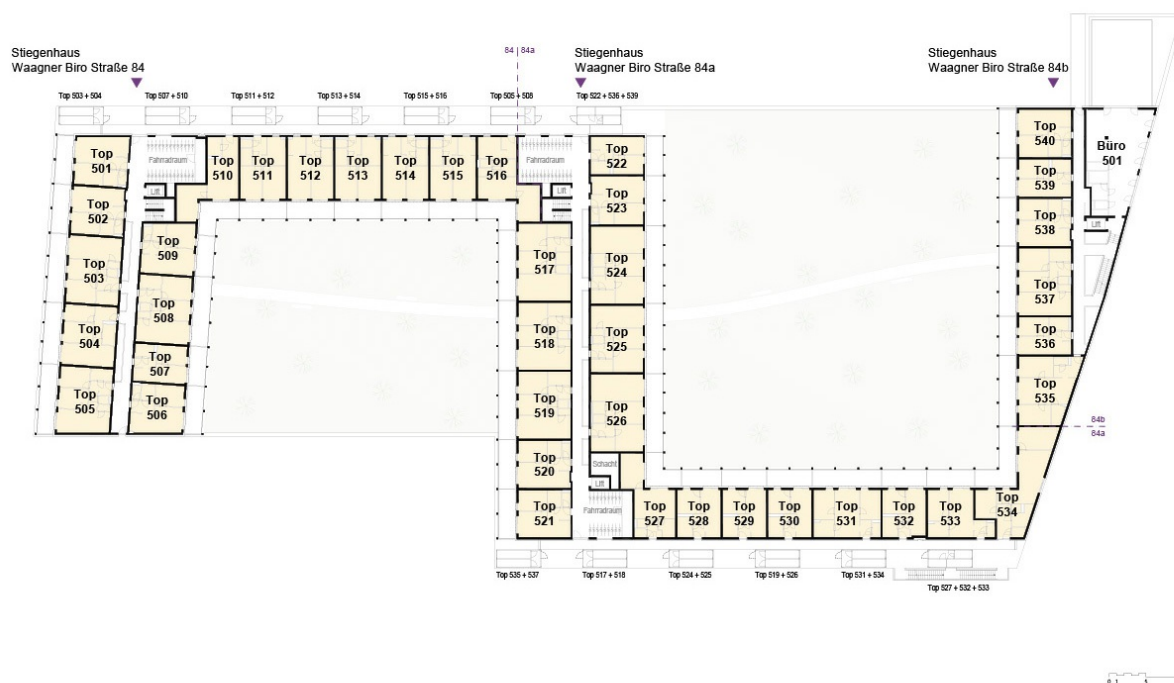 Stiegenhaus
Waagner Biro Straße 84
84 | 84a
Stiegenhaus
Waagner Biro Straße 84a
Stiegenhaus
Waagner Biro Straße 84b
Top 503 + 504
Top 507 + 510
Top 511 + 512
Top 513 + 514
Top 515 + 516
Top 505 + 508
Top 522 + 536 + 539
Top
501
Top
502
Top
503
Top
504
Top
505
Fahrradraum
Lift
Top
509
Top
508
Top
507
Top
506
Top
510
Top
511
Top
512
Top
513
Top
514
Top
515
Top
516
Fahrradraum
Lift
Top
517
Top
518
Top
519
Top
520
Top
521
Top
522
Top
523
Top
524
Top
525
Top
526
Schacht
Lift
Fahrradraum
Top
527
Top
528
Top
529
Top
530
Top
531
Top
532
Top
533
Top
534
Top
540
Top
539
Top
538
Top
537
Top
536
Top
535
Büro
501
Lift
84b
84a
Top 535 + 537
Top 517 + 518
Top 524 + 525
Top 519 + 526
Top 531 + 534
Top 527 + 532 + 533
0 1 5